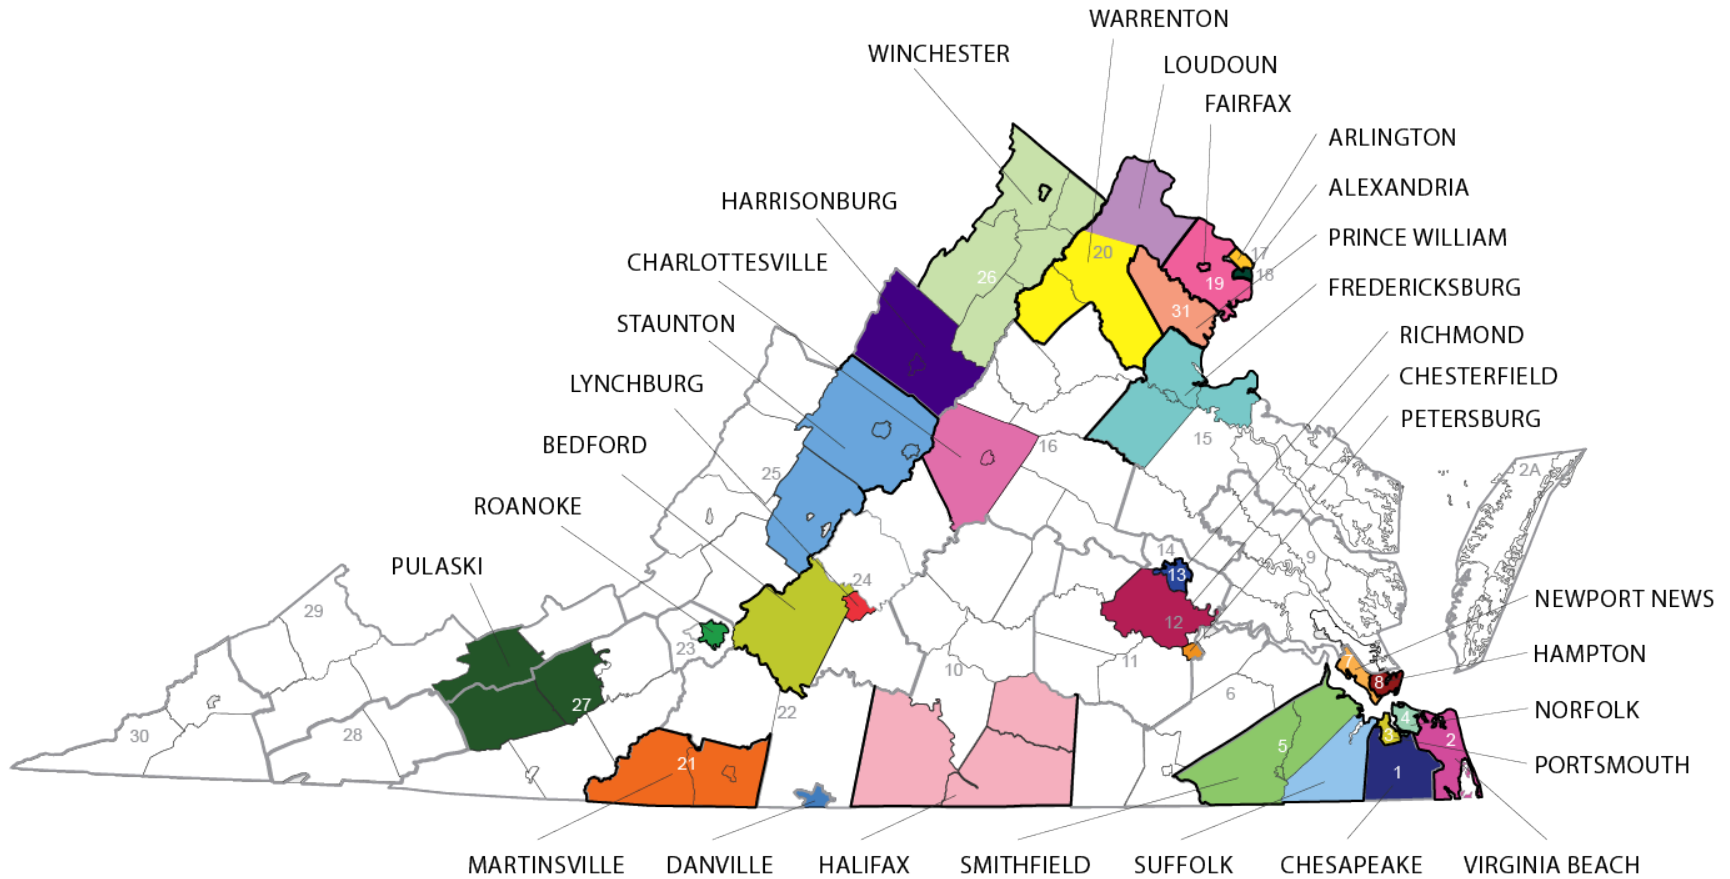 WARRENTON
WINCHESTER
LOUDOUN
FAIRFAX
ARLINGTON
ALEXANDRIA
HARRISONBURG
PRINCE WILLIAM
CHARLOTTESVILLE
FREDERICKSBURG
STAUNTON
RICHMOND
LYNCHBURG
CHESTERFIELD
BEDFORD
PETERSBURG
ROANOKE
PULASKI
NEWPORT NEWS
HAMPTON
NORFOLK
PORTSMOUTH
MARTINSVILLE
DANVILLE
HALIFAX
SMITHFIELD
SUFFOLK
CHESAPEAKE
VIRGINIA BEACH
20
17
18
26
19
31
16
15
25
2A
14
13
9
24
29
12
23
11
7
8
10
6
27
22
4
30
28
3
2
5
21
1